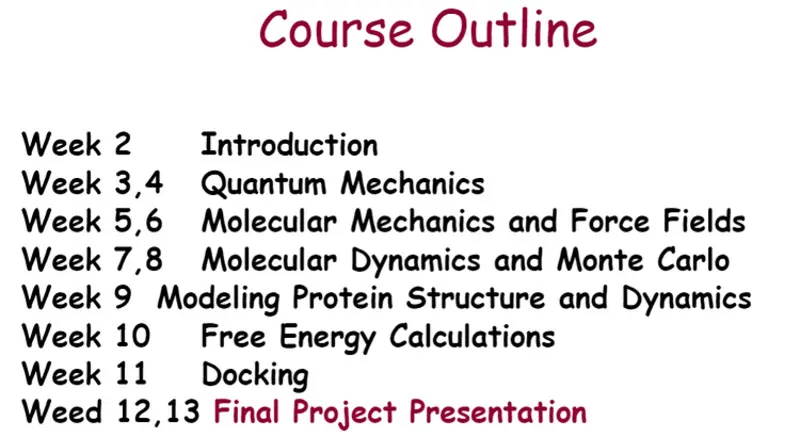 Course Outline
Week 2 Introduction
Week 3,4 Quantum Mechanics
Week 5,6 Molecular Mechanics and Force Fields
Week 7,8 Molecular Dynamics and Monte Carlo
Week 9 Modeling Protein Structure and Dynamics
Week 10 Free Energy Calculations
Week 11 Docking
Weed 12,13 Final Project Presentation